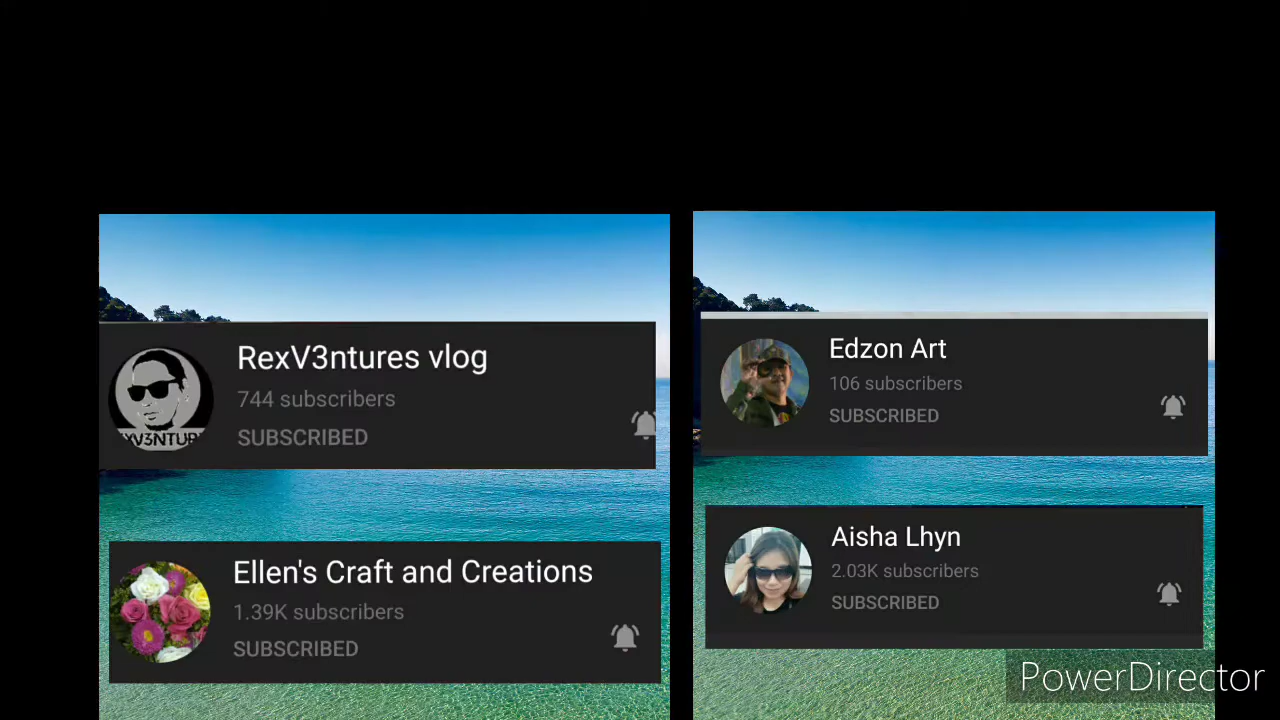 RexV3ntures vlog
744 subscribers
SUBSCRIBED
XV3NTUR
Ellen's Craft and Creations
1.39K subscribers
SUBSCRIBED
Edzon Art
106 subscribers
SUBSCRIBED
Aisha Lhyn
2.03K subscribers
SUBSCRIBED
PowerDirector